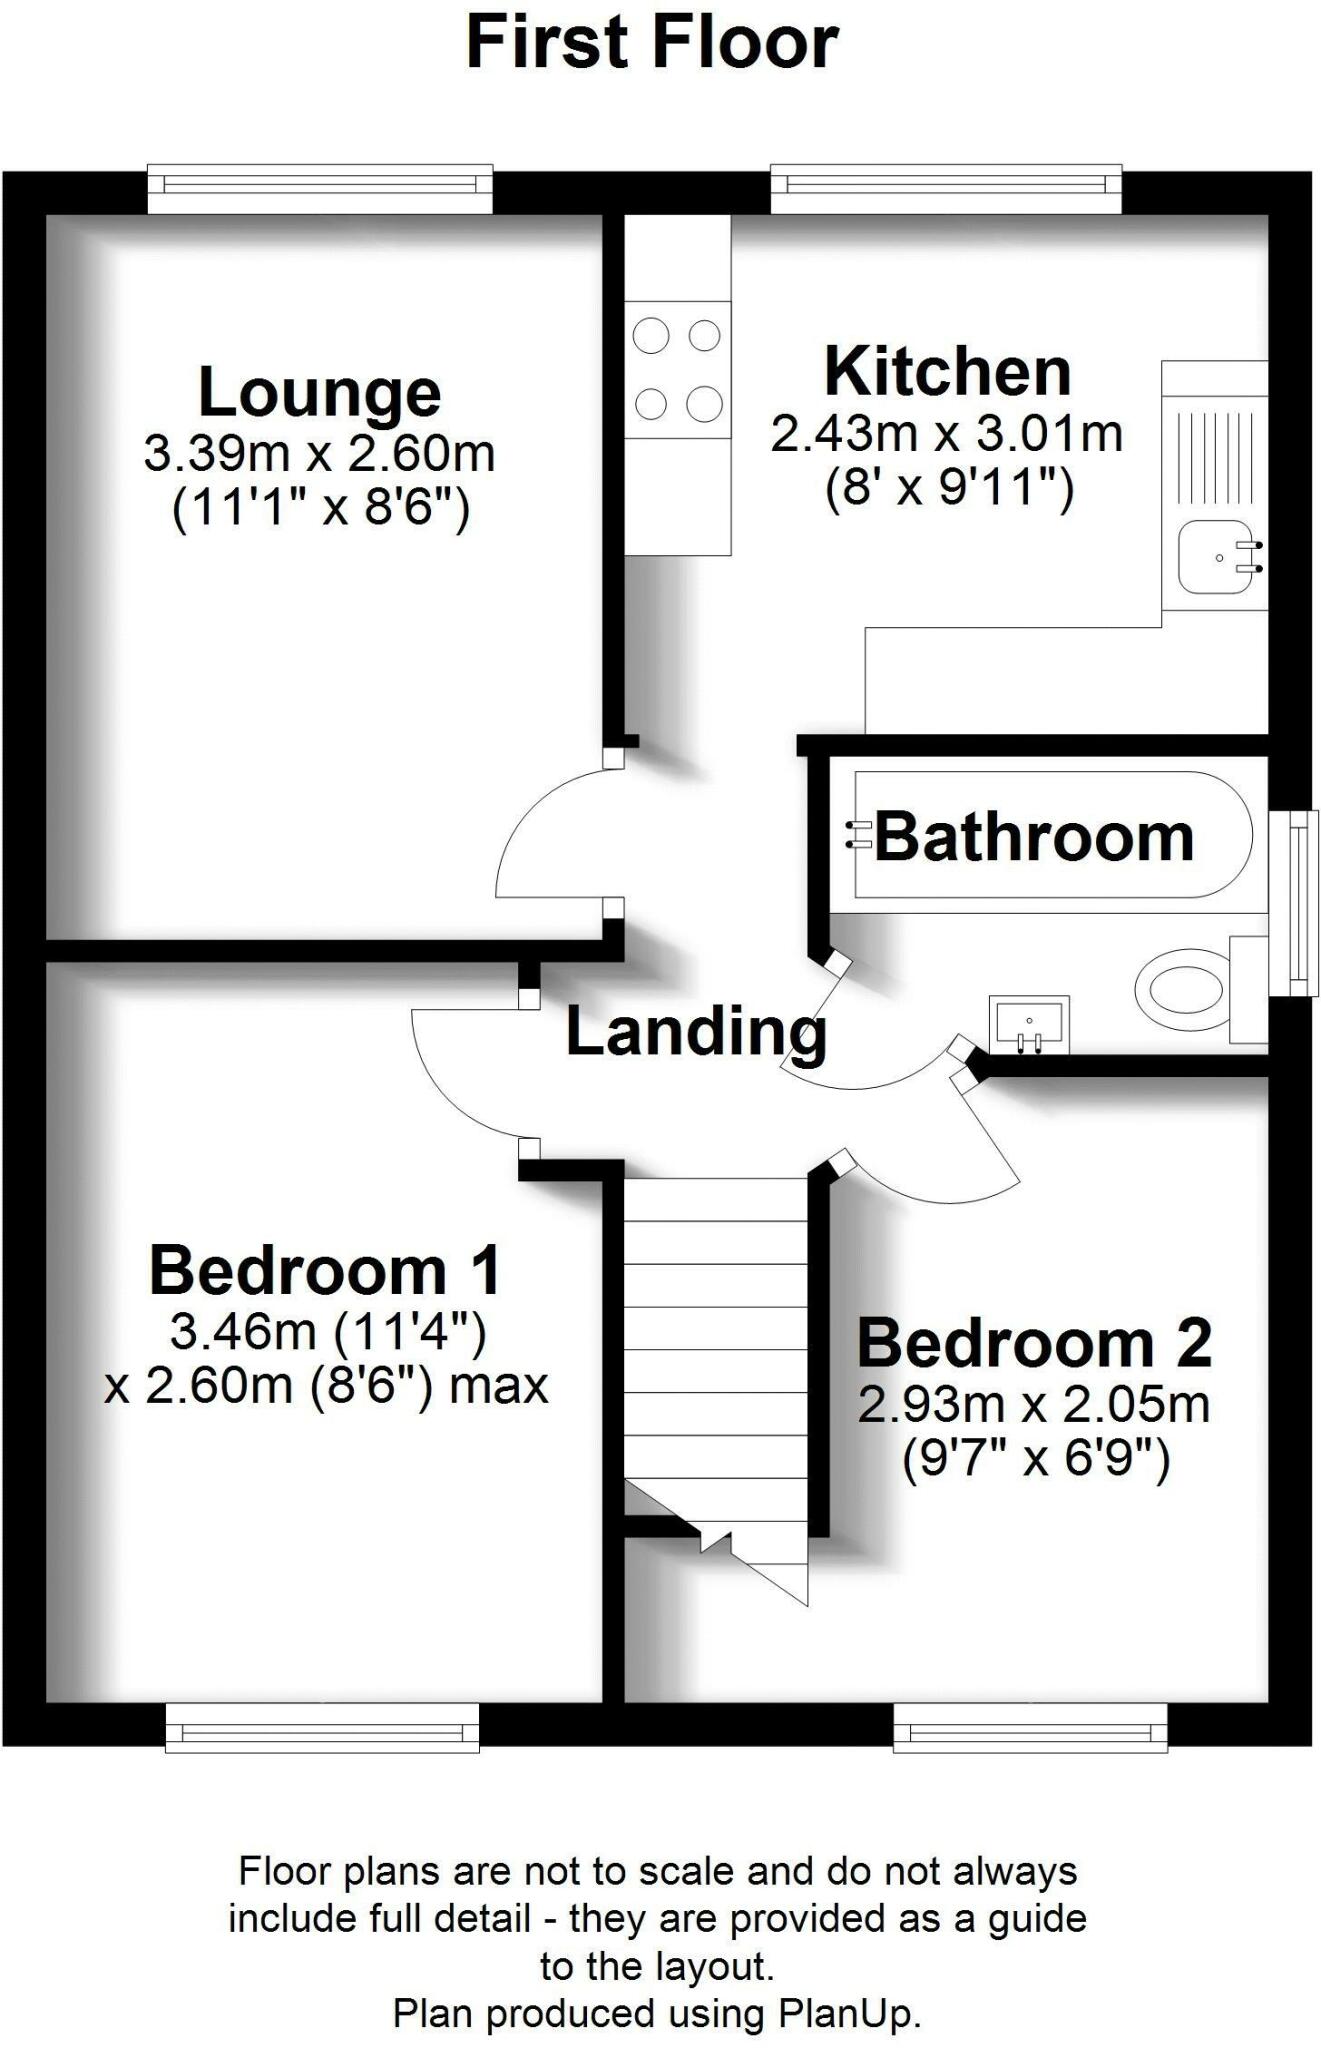 First Floor
Lounge
3.39m x 2.60m
(11'1" x 8'6")
Kitchen
2.43m x 3.01m
(8' x 9'11")
Bathroom
Landing
Bedroom 1
3.46m (11'4")
x 2.60m (8'6") max
Bedroom 2
2.93m x 2.05m
(9'7" x 6'9")
Floor plans are not to scale and do not always
include full detail - they are provided as a guide
to the layout.
Plan produced using PlanUp.